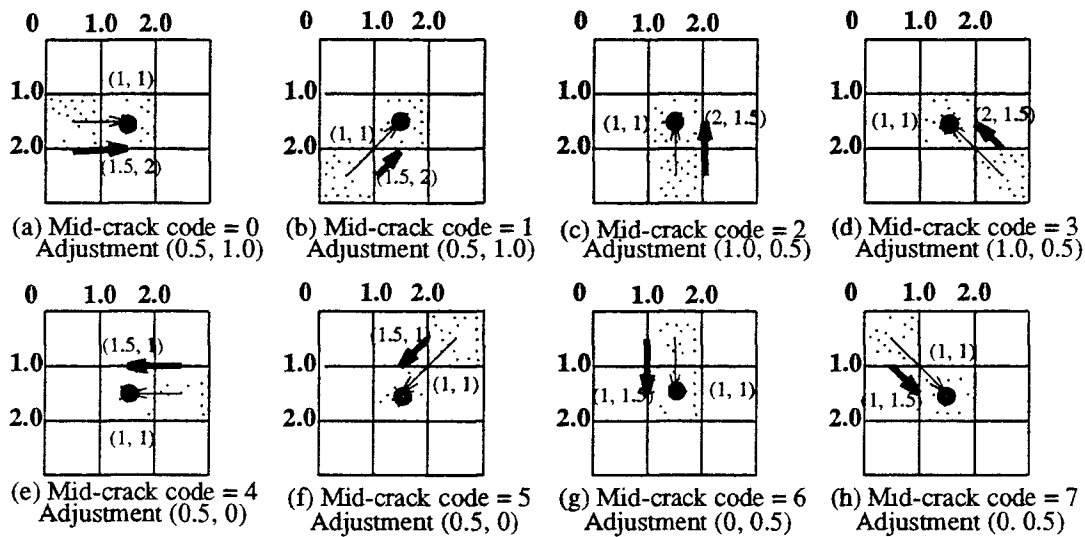 0 1.0 2.0 0 1.0 2.0 0 1.0 2.0 0 1.0 2.0
(1, 1)
1.0 1.0 1.0 1.0
(1, 1) (1, 1) (2, 1.5) (1, 1) (2, 1.5)
2.0 2.0 2.0 2.0
(1.5, 2) (1.5, 2)
(a) Mid-crack code = 0 (b) Mid-crack code = 1 (c) Mid-crack code = 2 (d) Mid-crack code = 3
Adjustment (0.5, 1.0) Adjustment (0.5, 1.0) Adjustment (1.0, 0.5) Adjustment (1.0, 0.5)
0 1.0 2.0 0 1.0 2.0 0 1.0 2.0 0 1.0 2.0
(1.5, 1) (1.5, 1)
1.0 1.0 1.0 1.0
(1, 1)
(1, 1) (1, 1.5) (1, 1) (1, 1.5)
2.0 2.0 2.0 2.0
(1, 1)
(e) Mid-crack code = 4 (f) Mid-crack code = 5 (g) Mid-crack code = 6 (h) Mid-crack code = 7
Adjustment (0.5, 0) Adjustment (0.5, 0) Adjustment (0, 0.5) Adjustment (0. 0.5)